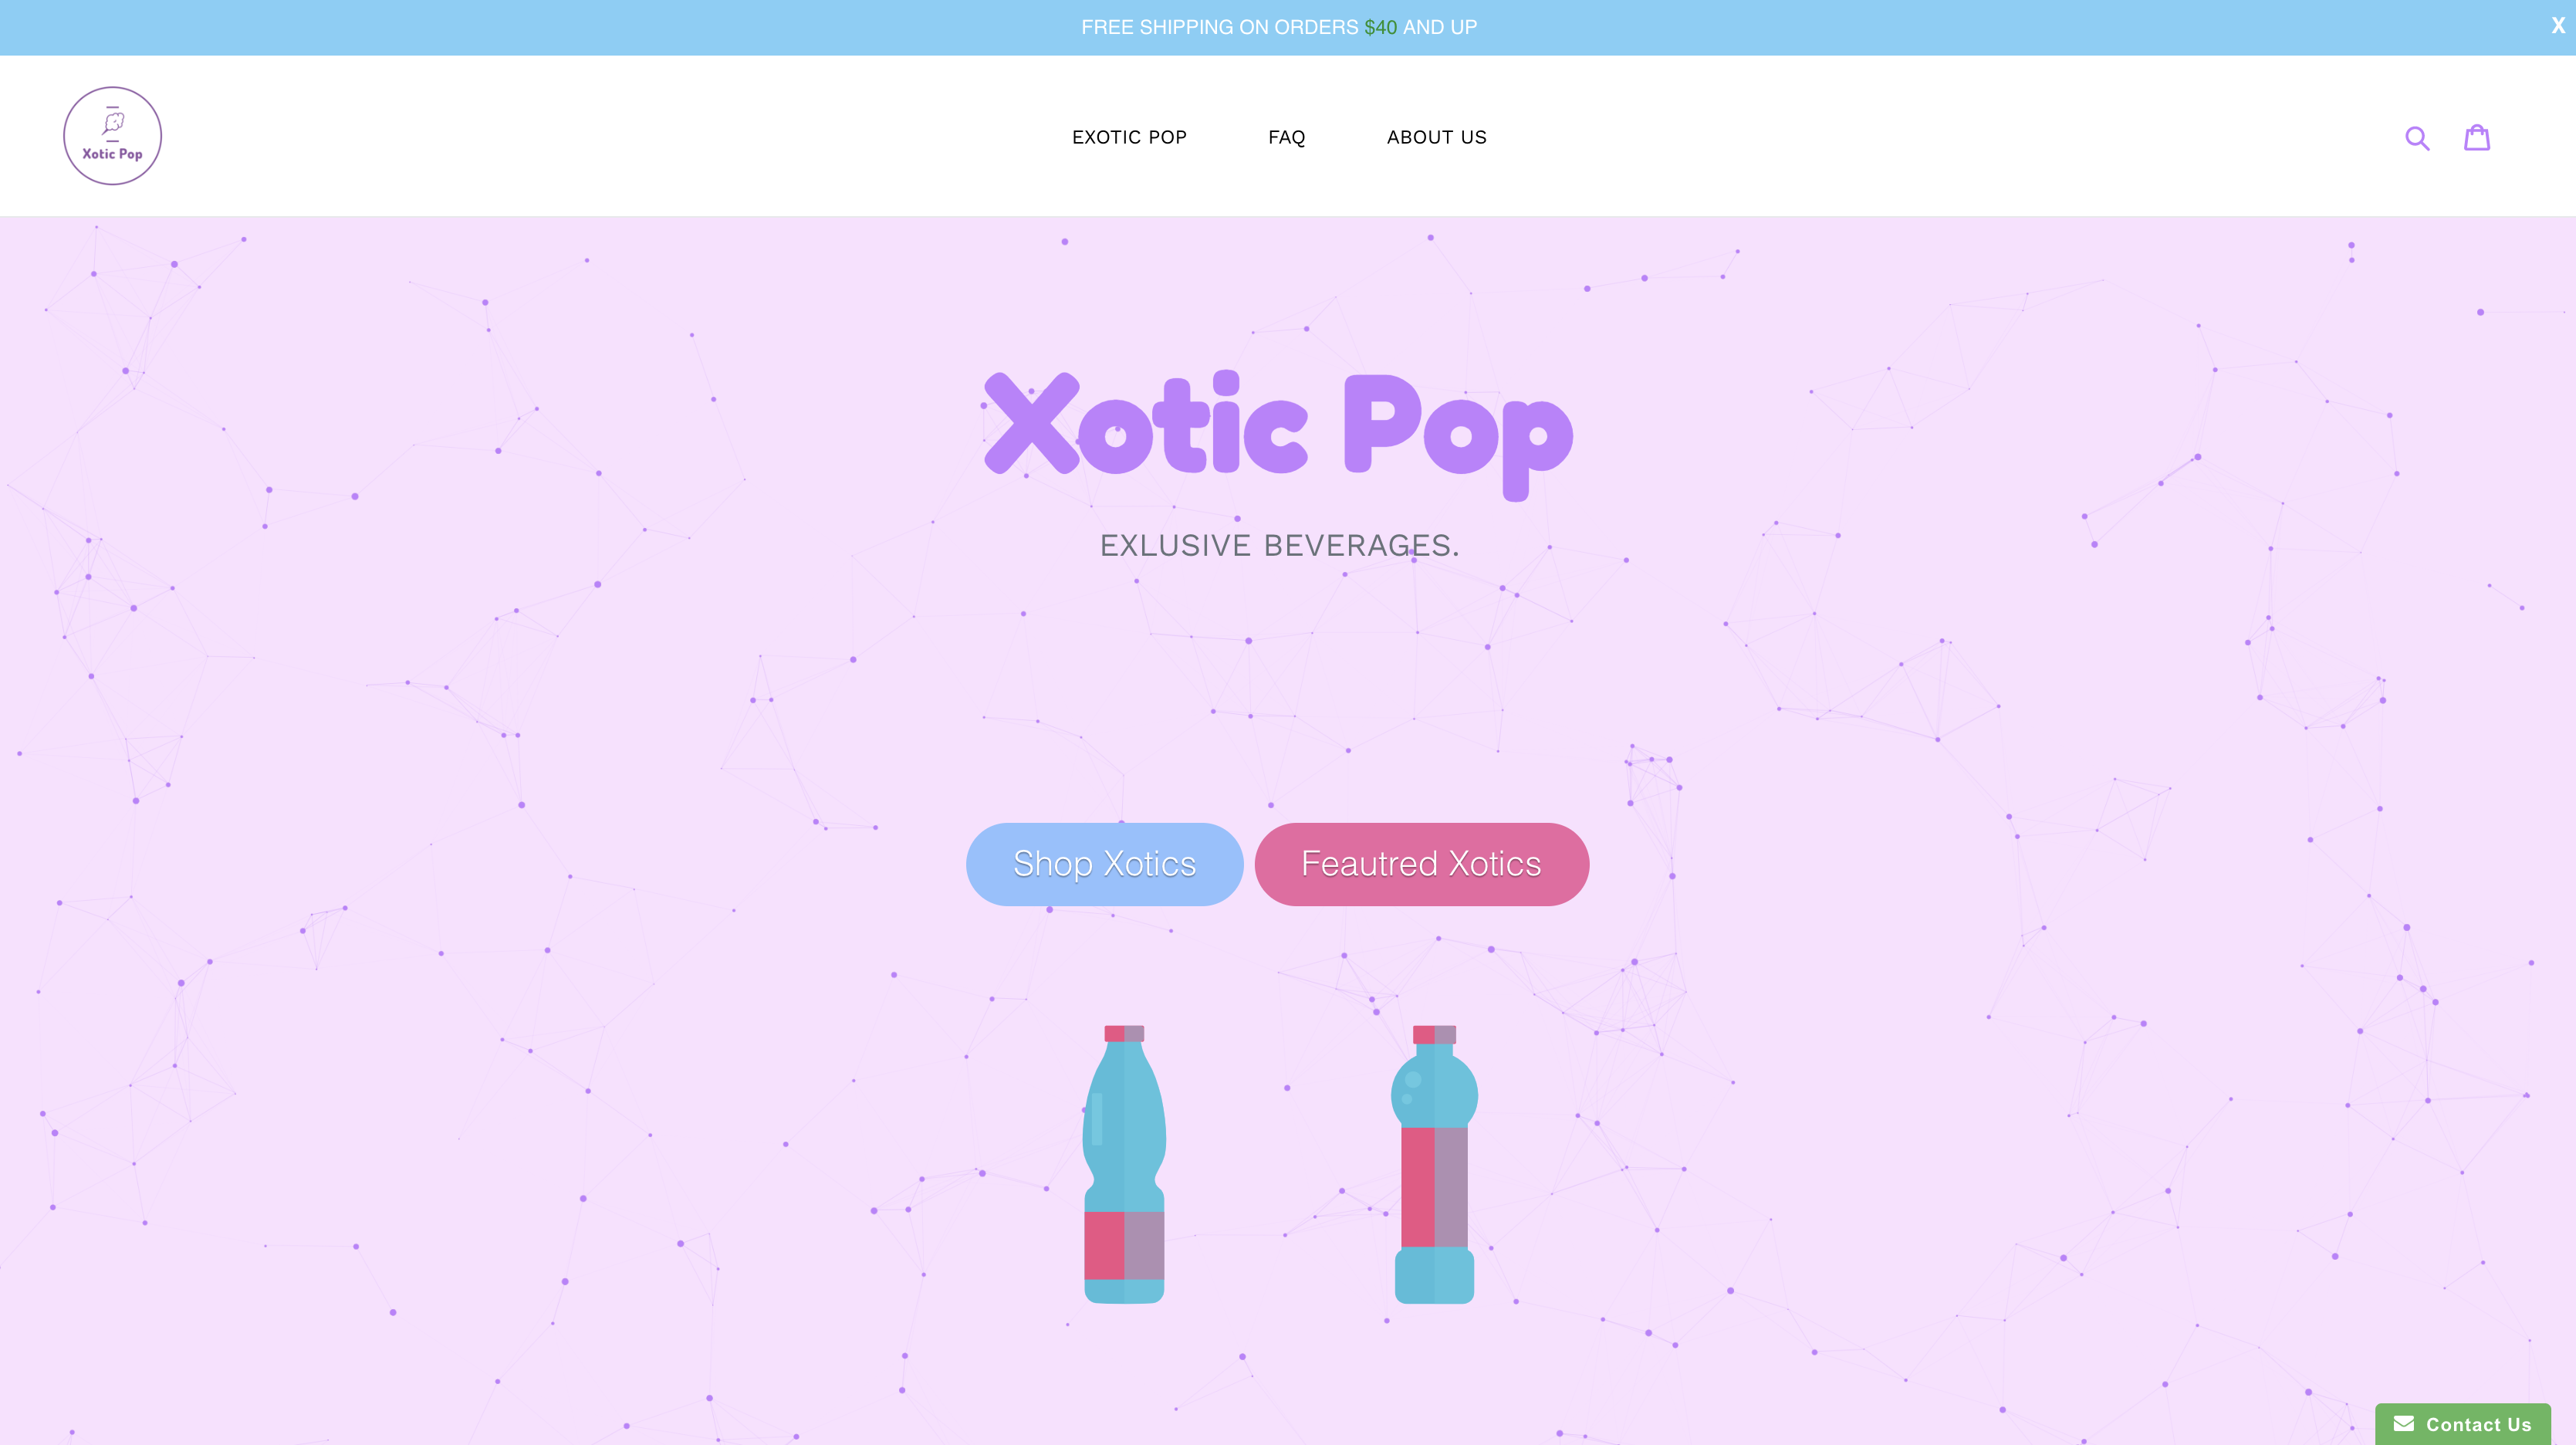 FREE SHIPPING ON ORDERS $40 AND UP
X
Xotic Pop
EXOTIC POP
FAQ
ABOUT US
Xotic Pop
EXLUSIVE BEVERAGES.
Shop Xotics
Feautred Xotics
Contact Us